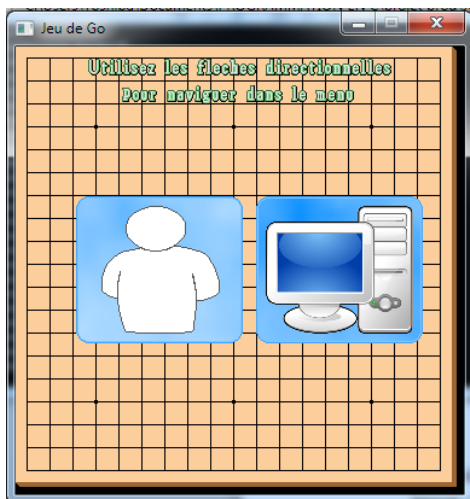 Jeu de Go
Utilisez les fleches directionnelles
Pour naviguer dans le menu